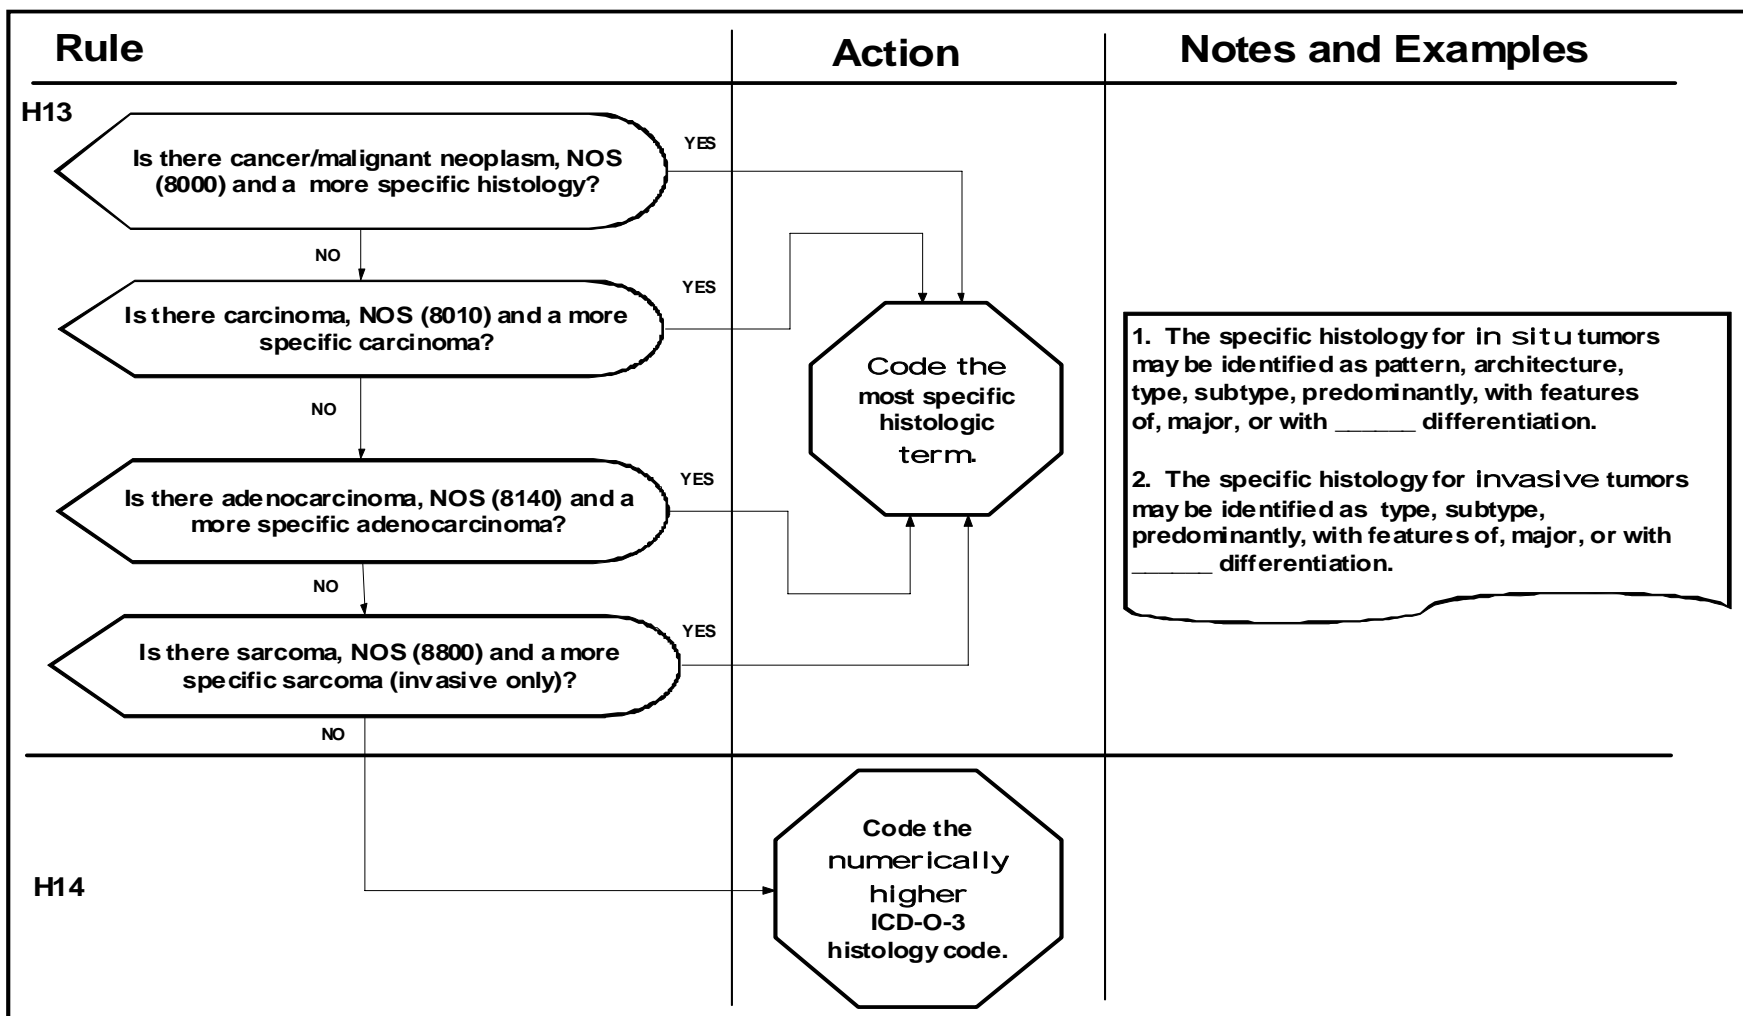 Rule
Action
Notes and Examples
H13
Is there cancer/malignant neoplasm, NOS
(8000) and a more specific histology?
YES
NO
Is there carcinoma, NOS (8010) and a more
specific carcinoma?
YES
NO
Is there adenocarcinoma, NOS (8140) and a
more specific adenocarcinoma?
YES
NO
Is there sarcoma, NOS (8800) and a more
specific sarcoma (invasive only)?
YES
NO
Code the
most specific
histologic
term.
1. The specific histology for in situ tumors
may be identified as pattern, architecture,
type, subtype, predominantly, with features
of, major, or with ______ differentiation.
2. The specific histology for invasive tumors
may be identified as type, subtype,
predominantly, with features of, major, or with
______ differentiation.
H14
Code the
numerically
higher
ICD-O-3
histology code.